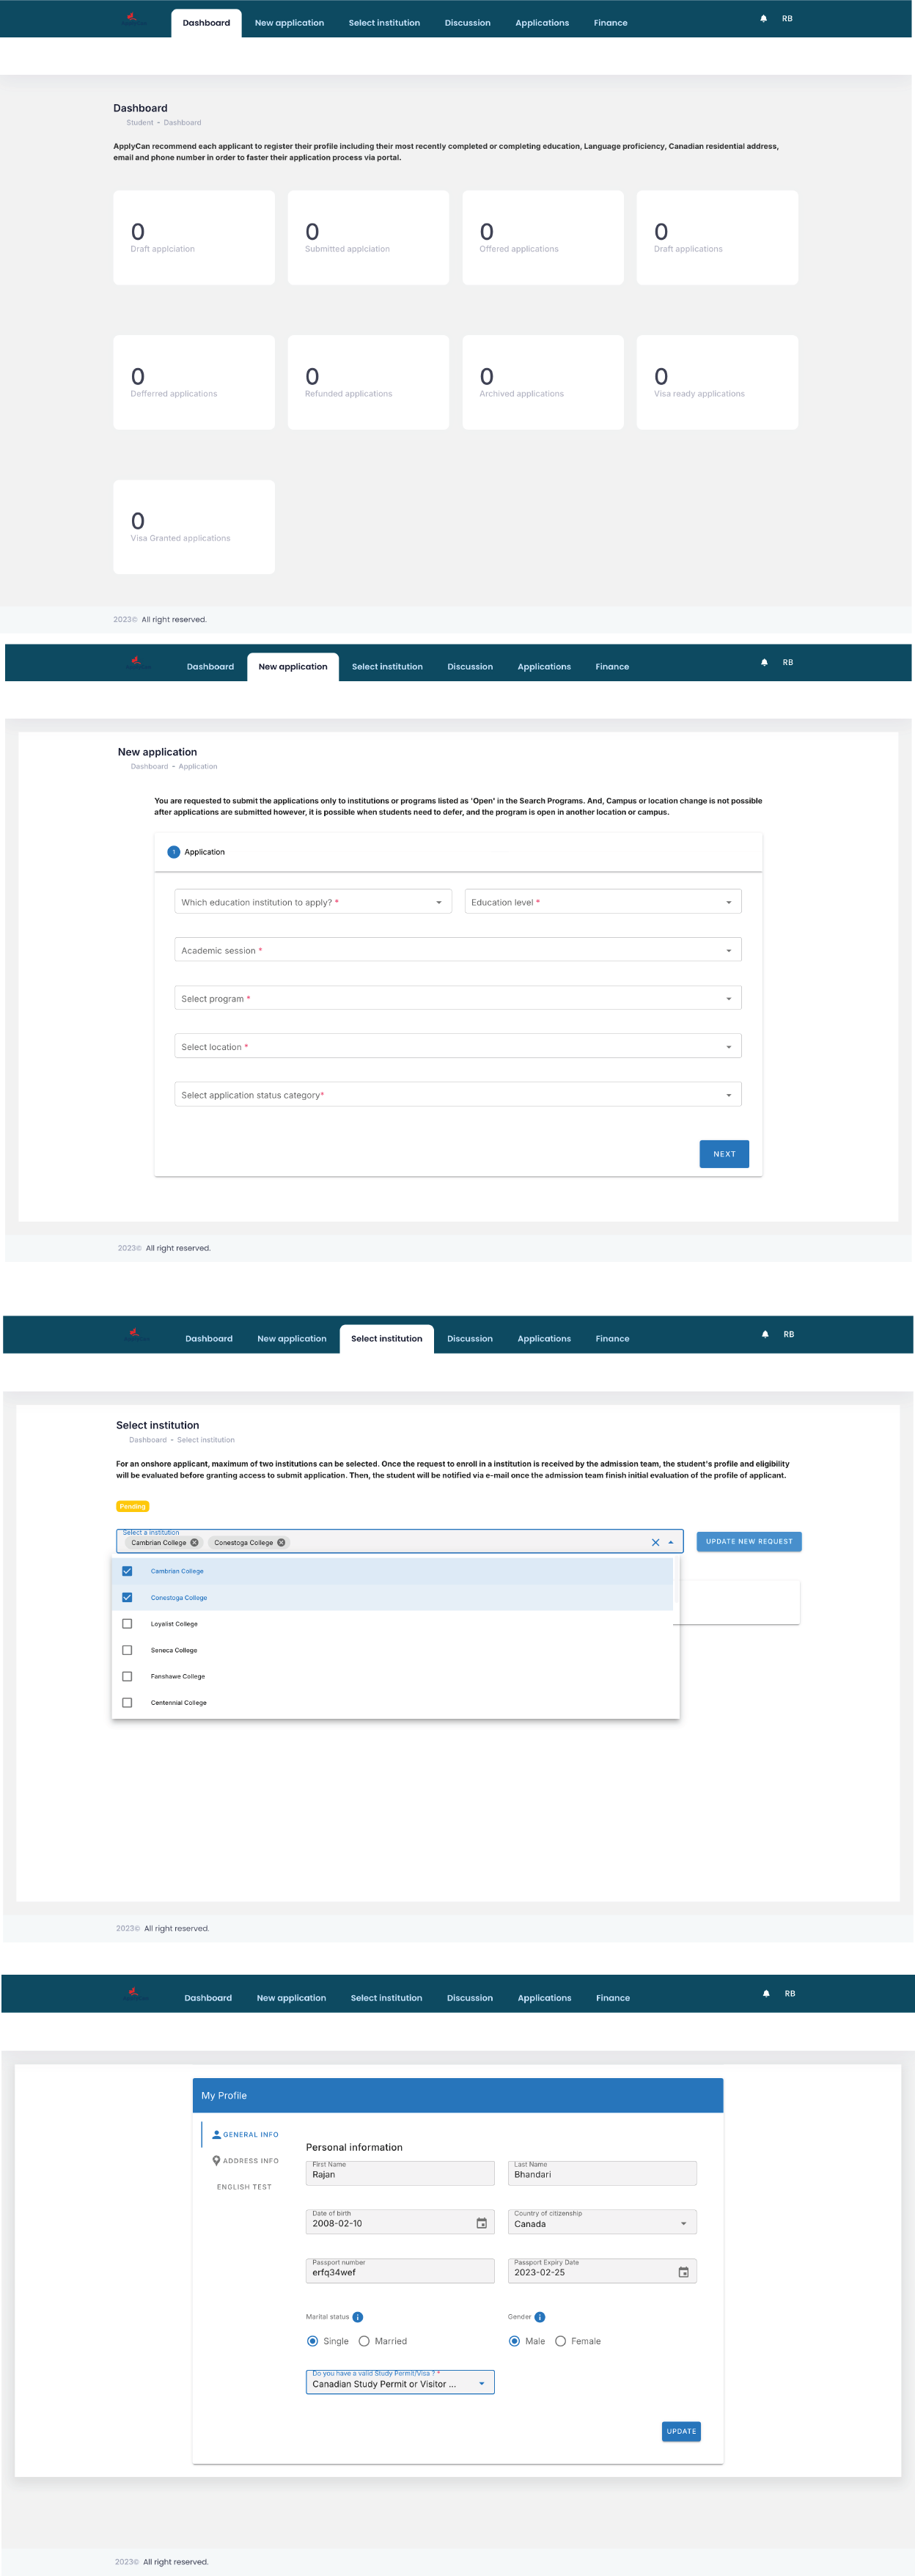 Dashboard New application Select institution Discussion Applications Finance RB
Dashboard
Student • Dashboard
ApplyCan recommend each applicant to register their profile including their most recently completed or completing education, Language proficiency, Canadian residential address,
email and phone number in order to faster their application process via portal.
0 0 0 0
Draft applciation Submitted applciation Offered applications Draft applications
0 0 0 0
Defferred applications Refunded applications Archived applications Visa ready applications
0
Visa Granted applications
2023© All right reserved.
Dashboard New application Select institution Discussion Applications Finance RB
New application
Dashboard • Application
You are requested to submit the applications only to institutions or programs listed as 'Open' in the Search Programs. And, Campus or location change is not possible
after applications are submitted however, it is possible when students need to defer, and the program is open in another location or campus.
1 Application
Which education institution to apply? * Education level *
Academic session *
Select program *
Select location *
Select application status category*
NEXT
2023© All right reserved.
Dashboard New application Select institution Discussion Applications Finance RB
Select institution
Dashboard • Select institution
For an onshore applicant, maximum of two institutions can be selected. Once the request to enroll in a institution is received by the admission team, the student's profile and eligibility
will be evaluated before granting access to submit application. Then, the student will be notified via e-mail once the admission team finish initial evaluation of the profile of applicant.
Pending
Select a institution
Cambrian College Conestoga College UPDATE NEW REQUEST
Cambrian College
Conestoga College
Loyalist College
Seneca College
Fanshawe College
Centennial College
2023© All right reserved.
Dashboard New application Select institution Discussion Applications Finance RB
My Profile
GENERAL INFO
ADDRESS INFO
ENGLISH TEST
Personal information
First Name Last Name
Rajan Bhandari
Date of birth Country of citizenship
2008-02-10 Canada
Passport number Passport Expiry Date
erfq34wef 2023-02-25
Marital status Gender
Single Married Male Female
Do you have a valid Study Permit/Visa ? *
Canadian Study Permit or Visitor ...
UPDATE
2023© All right reserved.